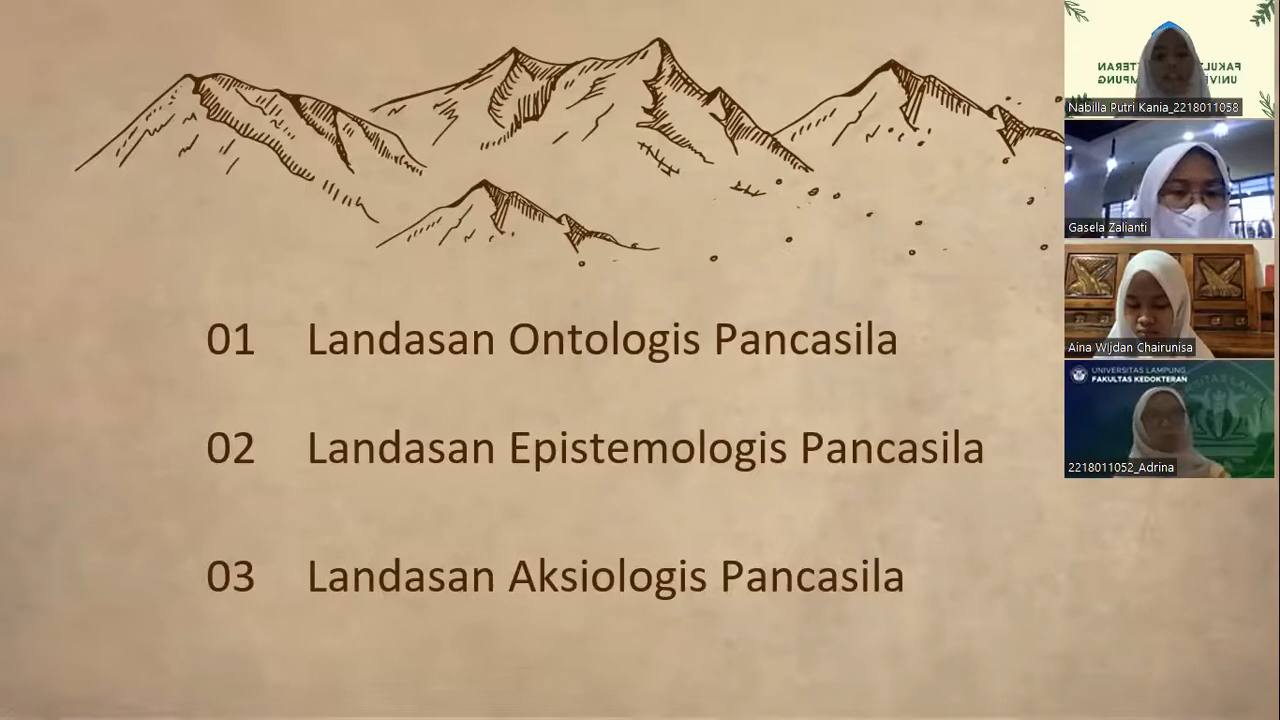 01 Landasan Ontologis Pancasila
02 Landasan Epistemologis Pancasila
03 Landasan Aksiologis Pancasila
Nabilla Putri Kania_2218011058
Gasela Zalianti
Aina WIjdan Chairunisa
UNIVERSITAS LAMPUNG
FAKULTAS KEDOKTERAN
2218011052_Adrina